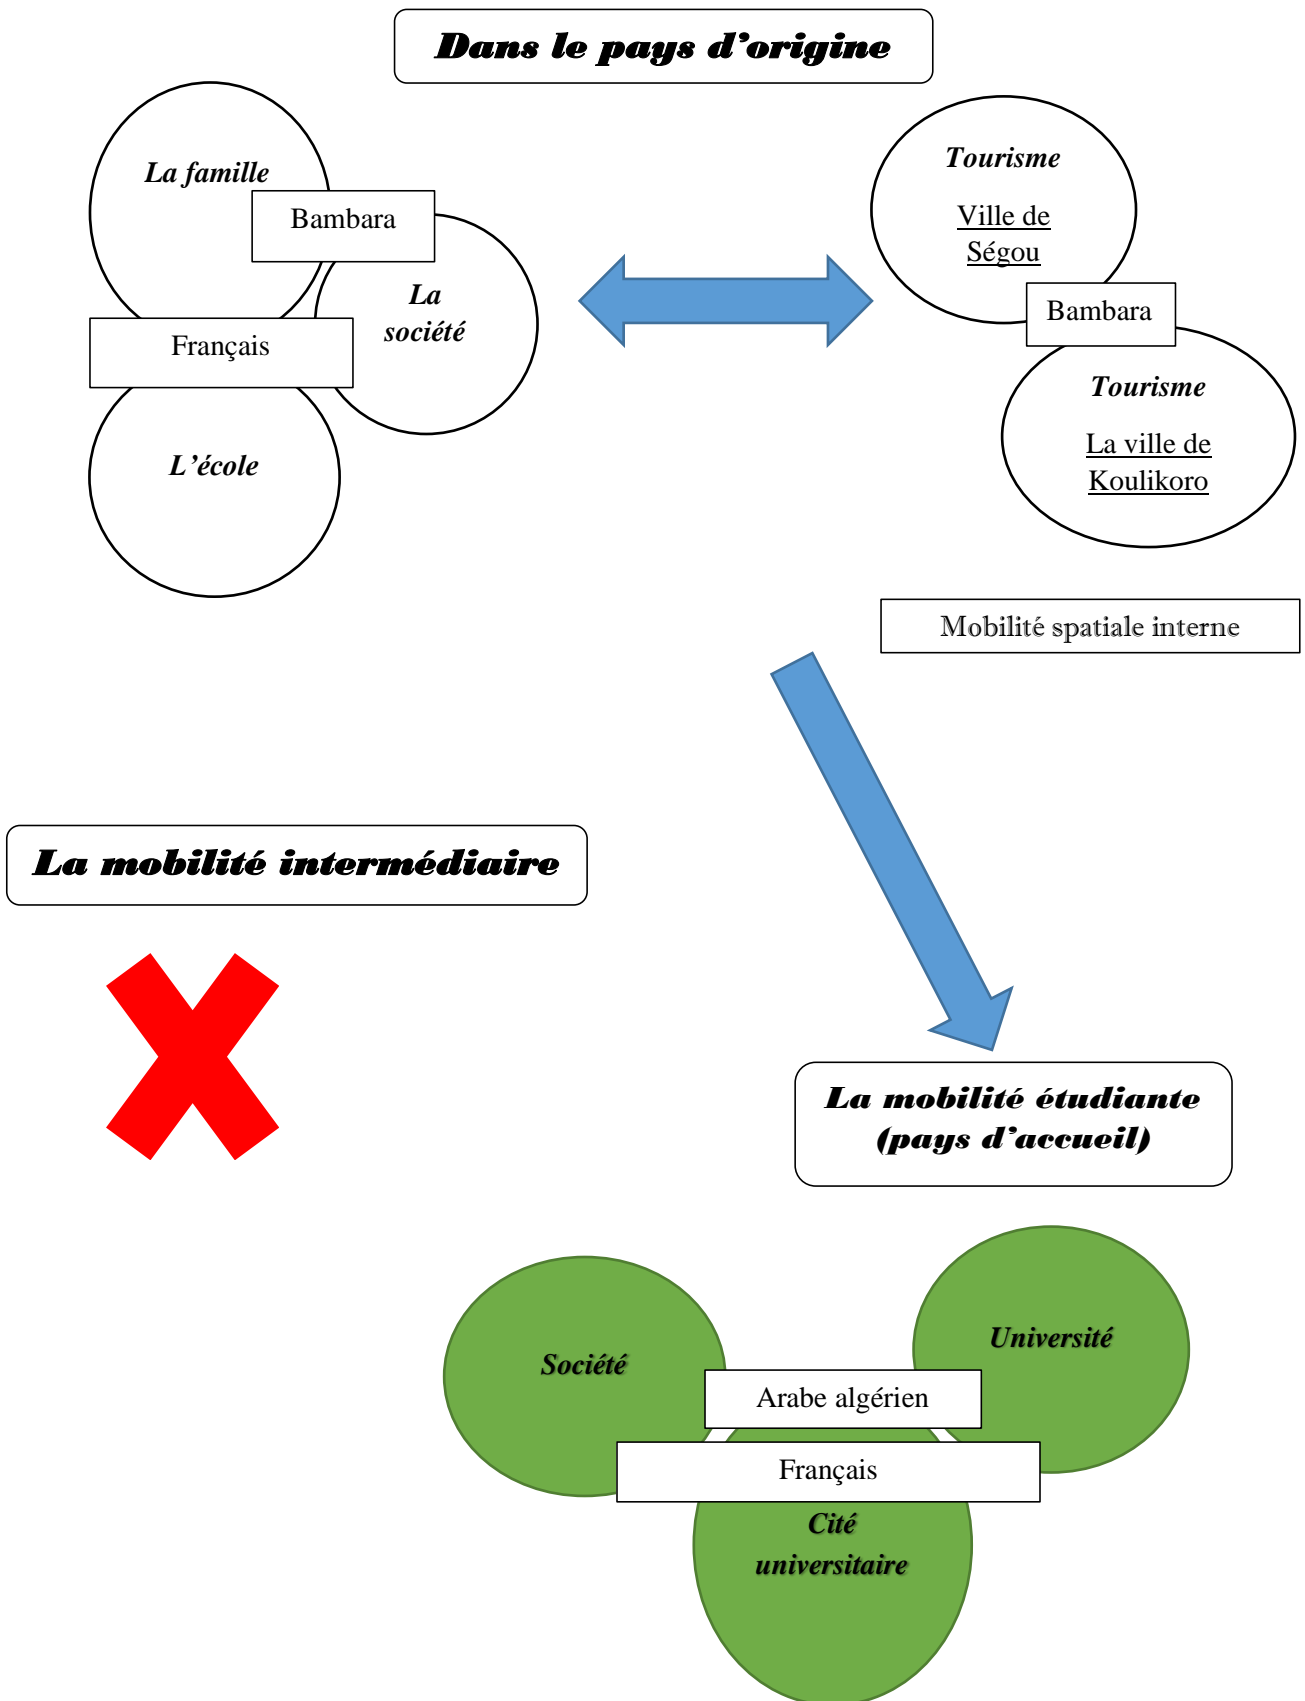 Dans le pays d’origine
La famille
Bambara
La
société
Français
L’école
Tourisme
Ville de
Ségou
Bambara
Tourisme
La ville de
Koulikoro
Mobilité spatiale interne
La mobilité intermédiaire
La mobilité étudiante
(pays d’accueil)
Société
Université
Arabe algérien
Français
Cité
universitaire